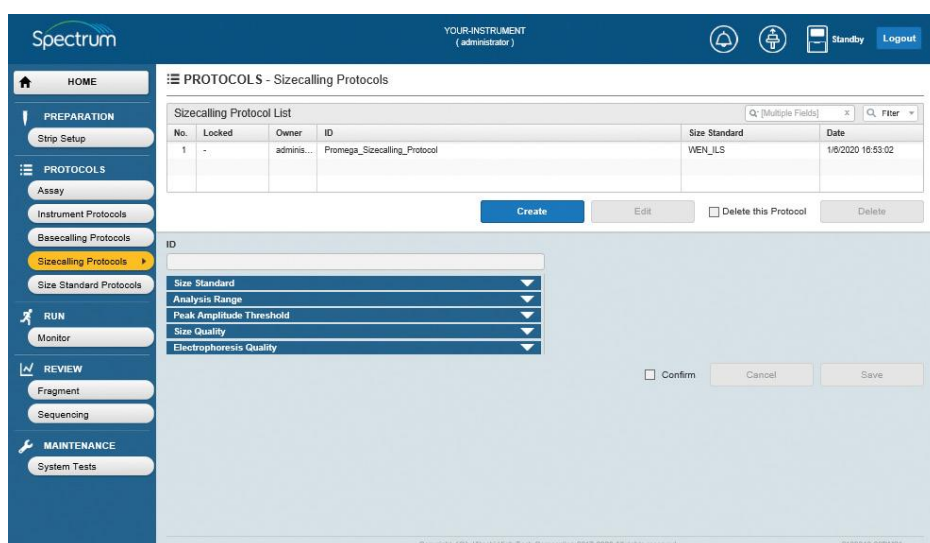 Spectrum
YOUR-INSTRUMENT
( administrator )
Standby
Logout
HOME
PREPARATION
Strip Setup
PROTOCOLS
Assay
Instrument Protocols
Basecalling Protocols
Sizecalling Protocols
Size Standard Protocols
RUN
Monitor
REVIEW
Fragment
Sequencing
MAINTENANCE
System Tests
PROTOCOLS - Sizecalling Protocols
Sizecalling Protocol List
[Multiple Fields] x Filter
No. Locked Owner ID Size Standard Date
1 - adminis... Promega_Sizecalling_Protocol WEN_ILS 1/6/2020 16:53:02
Create Edit Delete this Protocol Delete
ID
Size Standard
Analysis Range
Peak Amplitude Threshold
Size Quality
Electrophoresis Quality
Confirm Cancel Save